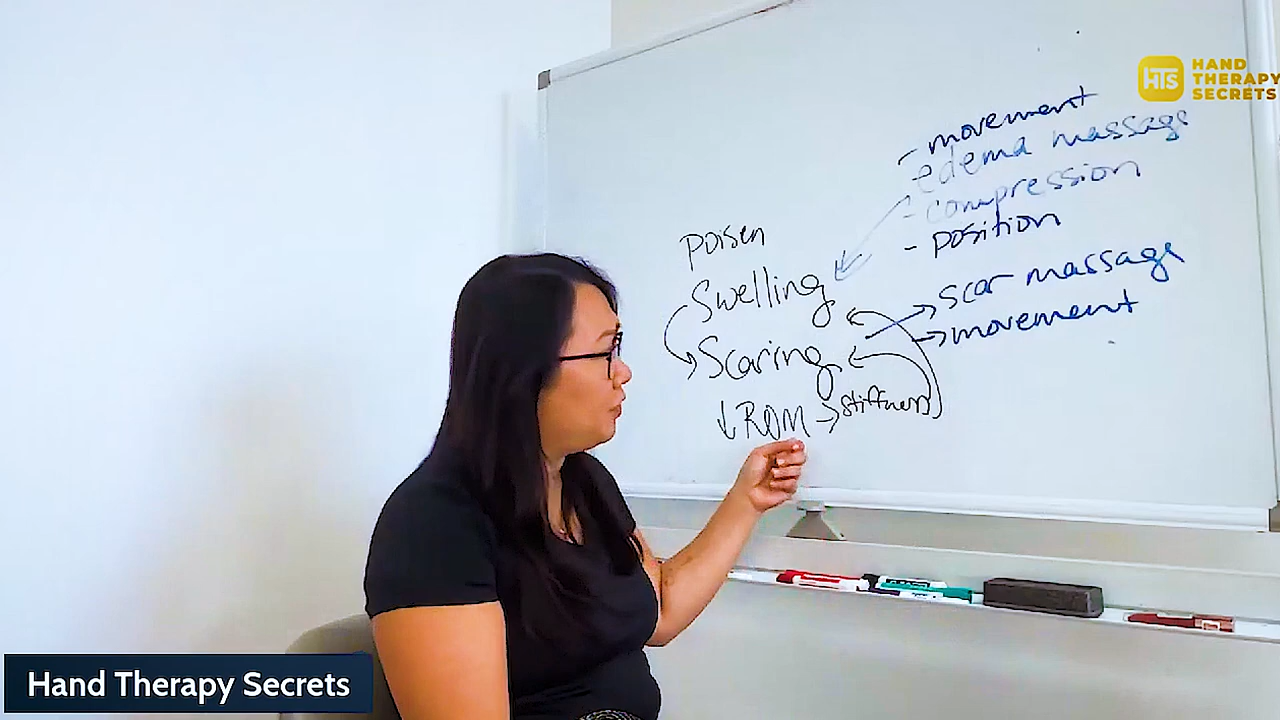 HTS
HAND
THERAPY
SECRETS
- movement
- edema massage
- compression
- position
Poisen
Swelling
Scaring
↓ROM → stiffness
→ scar massage
→ movement
Hand Therapy Secrets